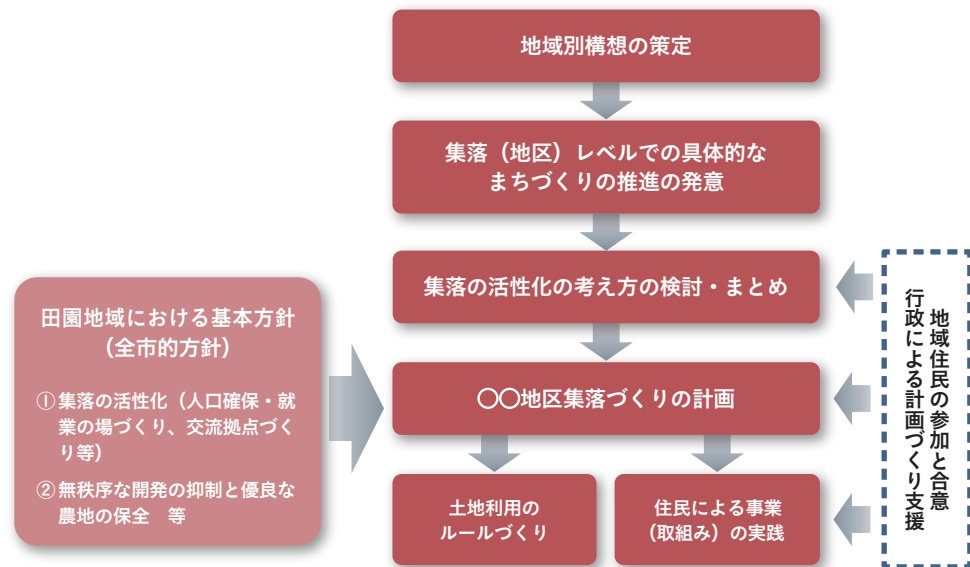 地域別構想の策定
集落（地区）レベルでの具体的な
まちづくりの推進の発意
集落の活性化の考え方の検討・まとめ
田園地域における基本方針
（全市的方針）
①集落の活性化（人口確保・就
業の場づくり、交流拠点づく
り等）
②無秩序な開発の抑制と優良な
農地の保全　等
〇〇地区集落づくりの計画
土地利用の
ルールづくり
住民による事業
（取組み）の実践
地域住民の参加と合意
行政による計画づくり支援